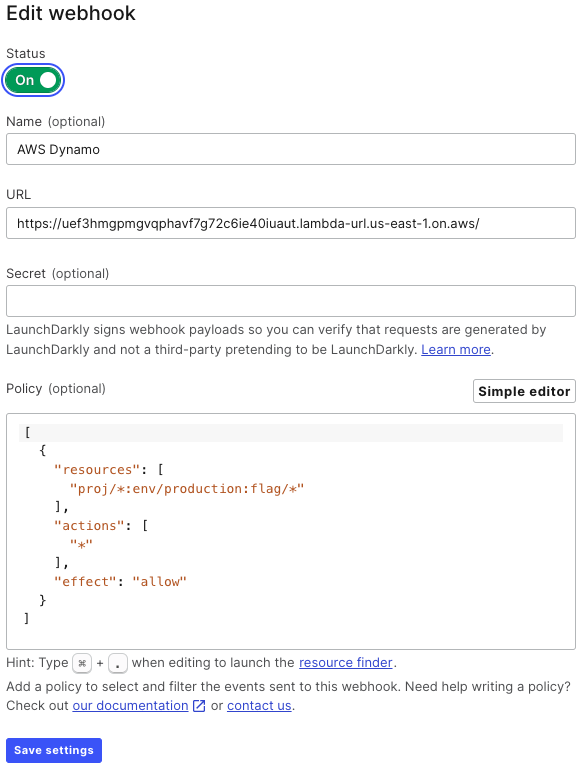 Edit webhook
Status
On
Name (optional)
AWS Dynamo
URL
https://uef3hmgpmgvqphavf7g72c6ie40iuaut.lambda-url.us-east-1.on.aws/
Secret (optional)
LaunchDarkly signs webhook payloads so you can verify that requests are generated by
LaunchDarkly and not a third-party pretending to be LaunchDarkly. Learn more.
Policy (optional)
Simple editor
[
  {
    "resources": [
      "proj/*:env/production:flag/*"
    ],
    "actions": [
      "*"
    ],
    "effect": "allow"
  }
]
Hint: Type ⌘ + . when editing to launch the resource finder.
Add a policy to select and filter the events sent to this webhook. Need help writing a policy?
Check out our documentation or contact us.
Save settings